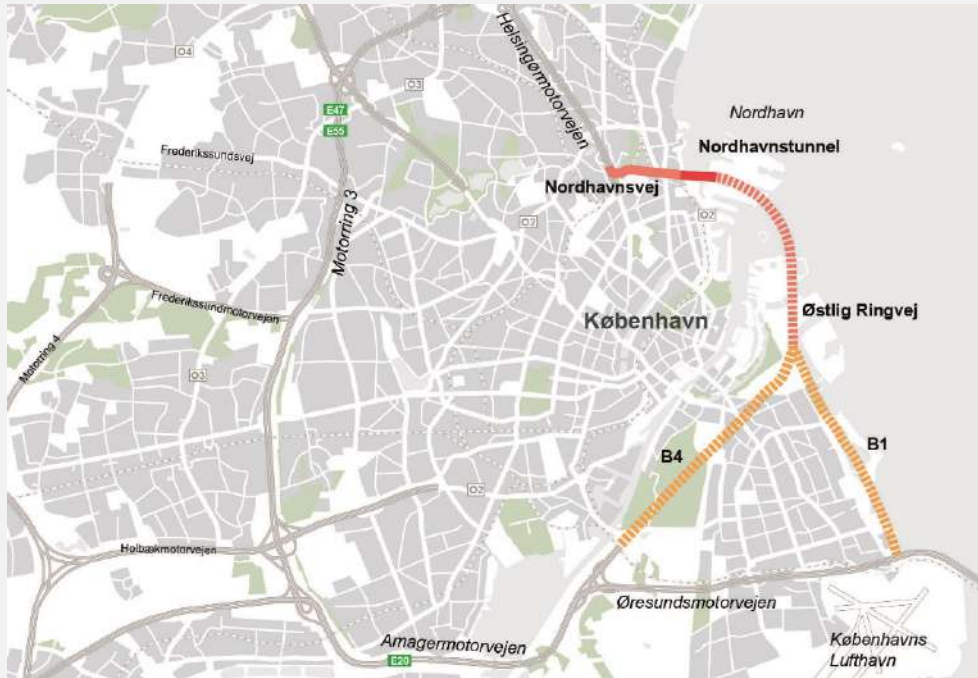 O4
Helsingørmotorvejen
O3
E47
E55
Nordhavn
Nordhavnstunnel
Frederikssundsvej
Nordhavnsvej
O2
O2
Motorring 3
Frederikssundmotorvejen
Østlig Ringvej
København
Motorring 4
O3
B4
B1
O2
Holbækmotorvejen
Øresundsmotorvejen
Amagermotorvejen
E20
Københavns
Lufthavn